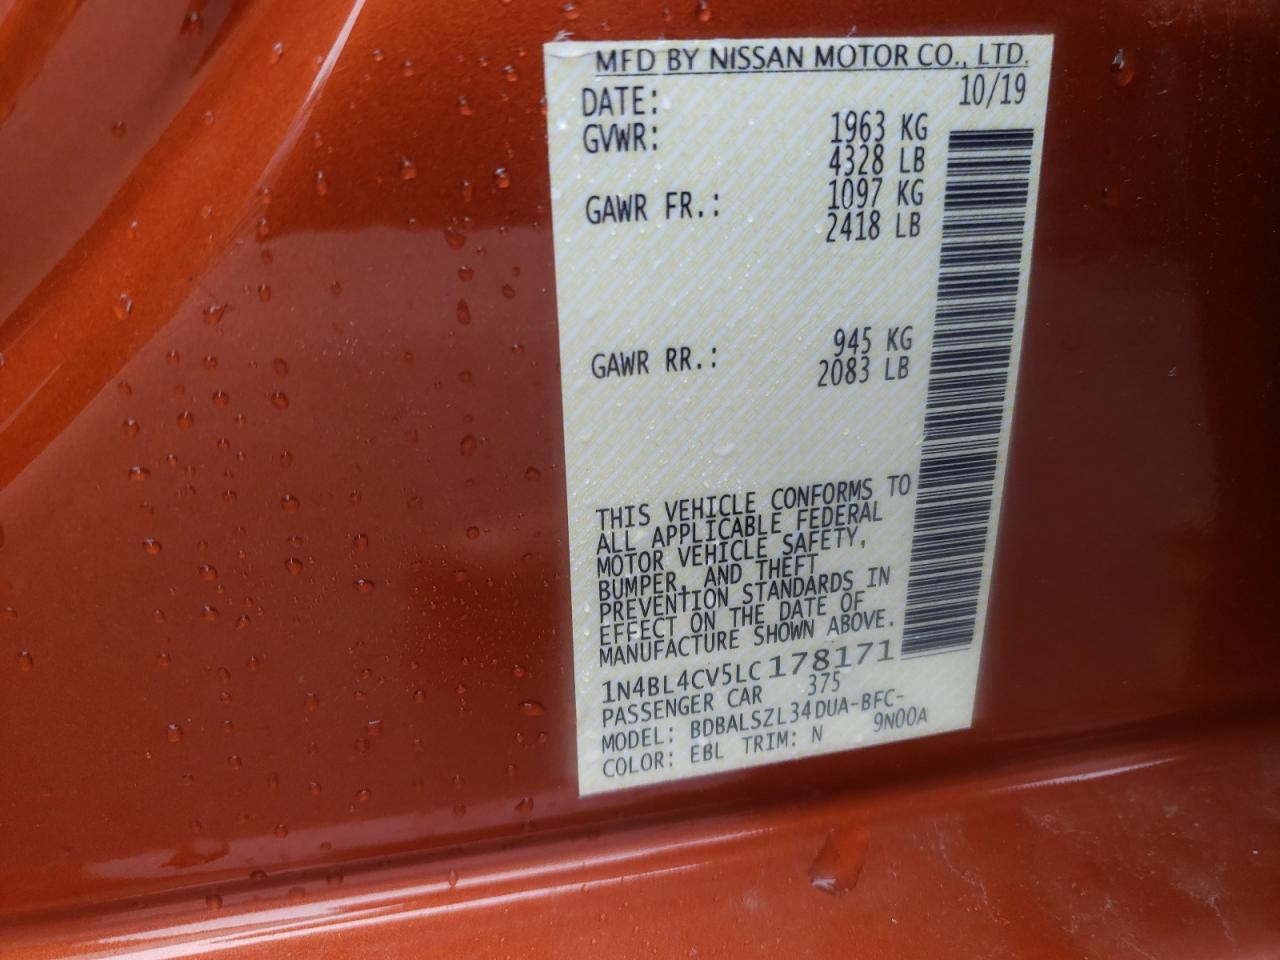 MFD BY NISSAN MOTOR CO., LTD.
DATE: 10/19
GVWR: 1963 KG
4328 LB
GAWR FR.: 1097 KG
2418 LB
GAWR RR.: 945 KG
2083 LB
THIS VEHICLE CONFORMS TO
ALL APPLICABLE FEDERAL
MOTOR VEHICLE SAFETY,
BUMPER, AND THEFT
PREVENTION STANDARDS IN
EFFECT ON THE DATE OF
MANUFACTURE SHOWN ABOVE.
1N4BL4CV5LC178171
PASSENGER CAR 375
MODEL: BDBALSZL34DUA-BFC-
COLOR: EBL TRIM: N 9N00A